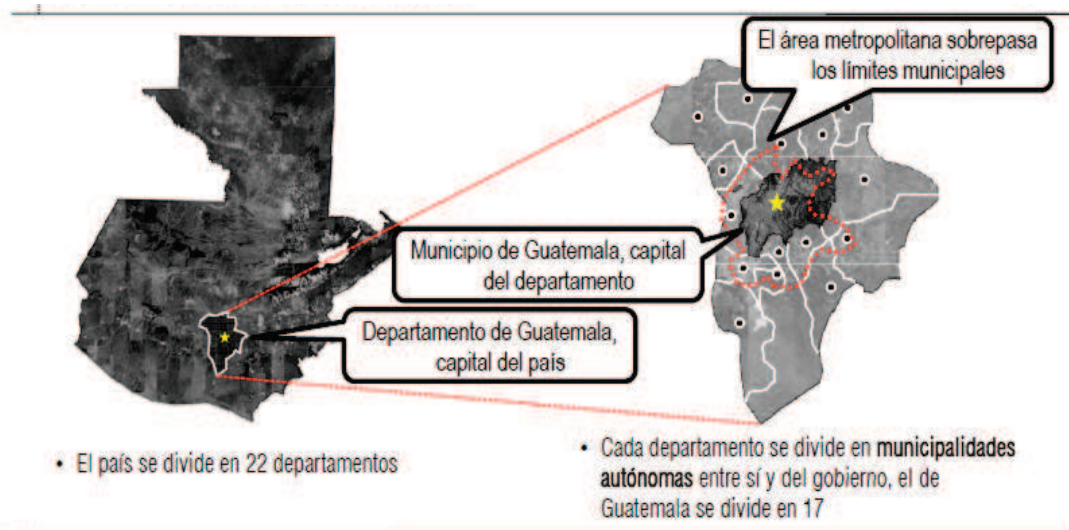 El área metropolitana sobrepasa
los límites municipales
Municipio de Guatemala, capital
del departamento
Departamento de Guatemala,
capital del país
• El país se divide en 22 departamentos
• Cada departamento se divide en municipalidades
autónomas entre sí y del gobierno, el de
Guatemala se divide en 17